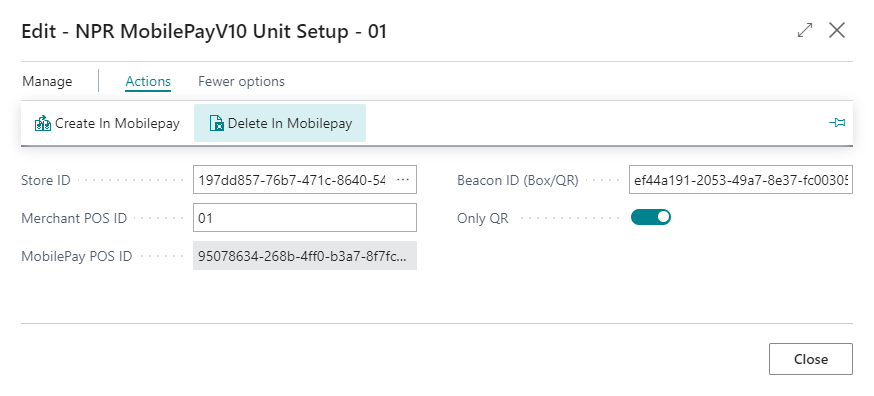 Edit - NPR MobilePayV10 Unit Setup - 01
Manage Actions Fewer options
Create In Mobilepay Delete In Mobilepay
Store ID 197dd857-76b7-471c-8640-54 ... Beacon ID (Box/QR) ef44a191-2053-49a7-8e37-fc00305
Merchant POS ID 01 Only QR
MobilePay POS ID 95078634-268b-4ff0-b3a7-8f7fc...
Close